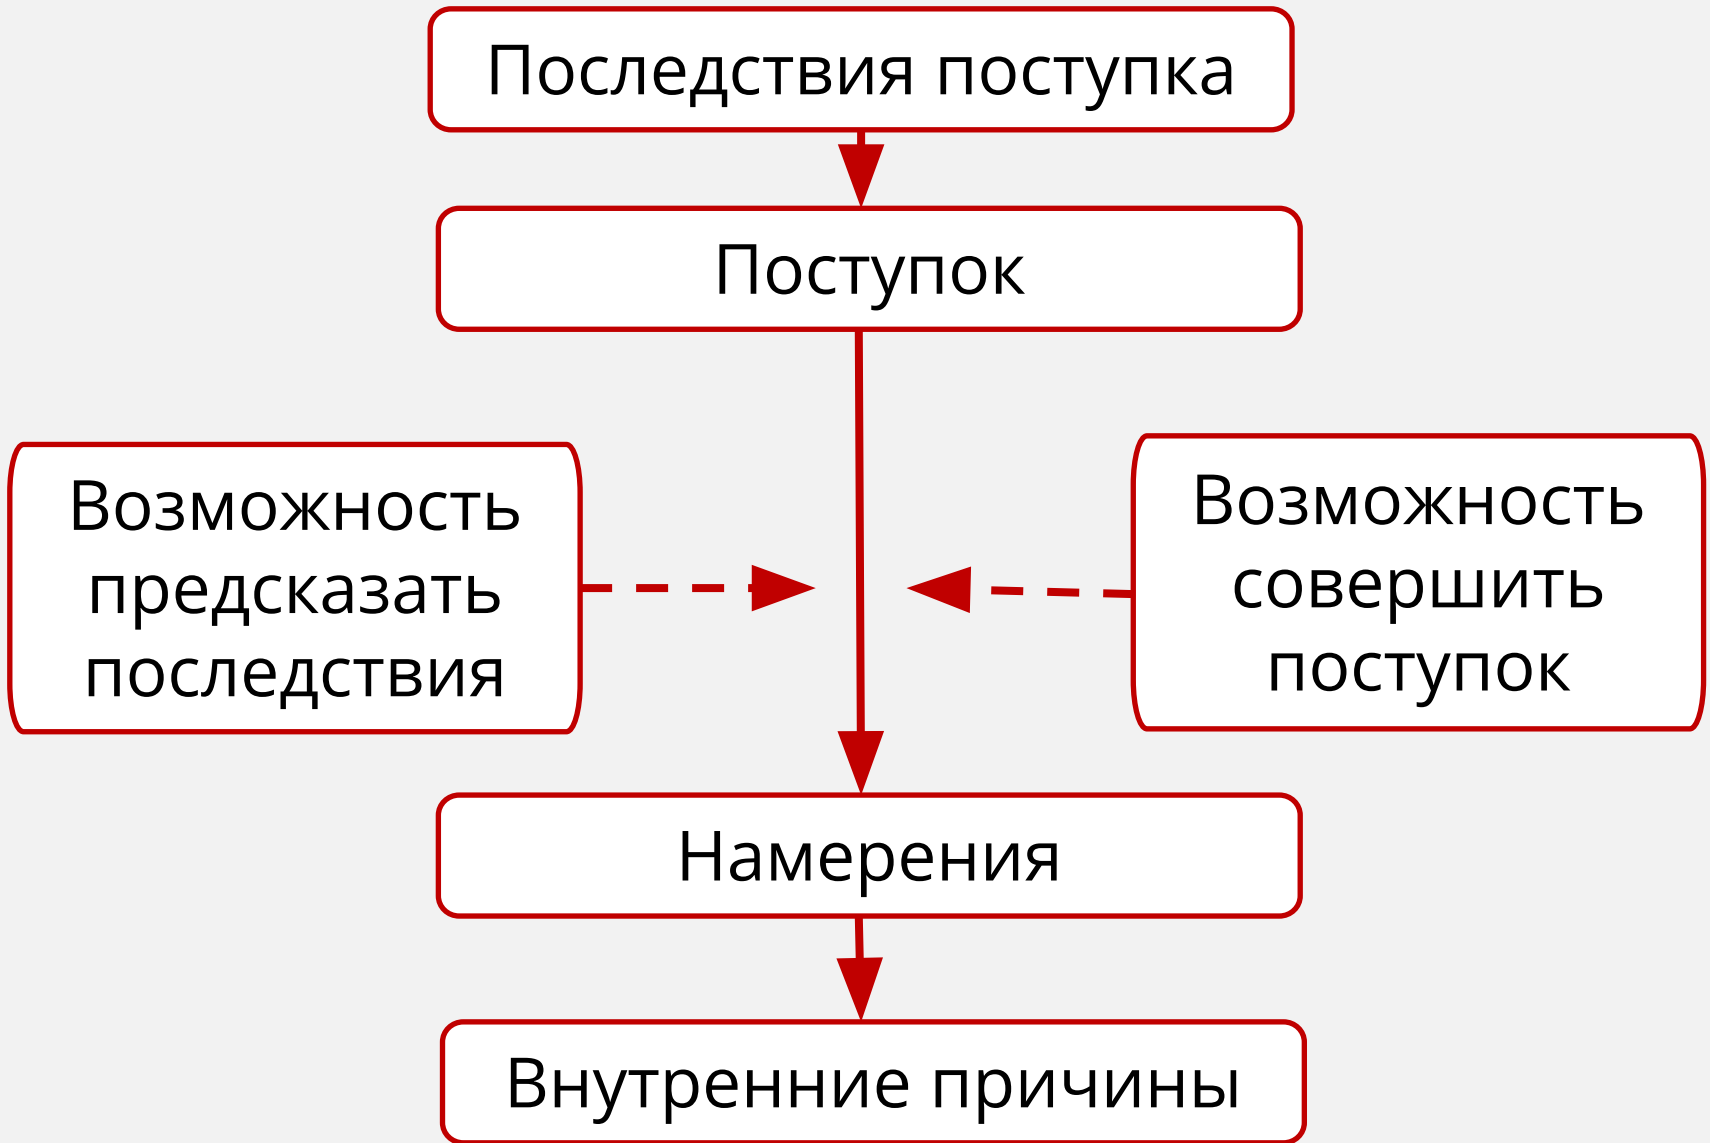 Последствия поступка
Поступок
Возможность
предсказать
последствия
Возможность
совершить
поступок
Намерения
Внутренние причины